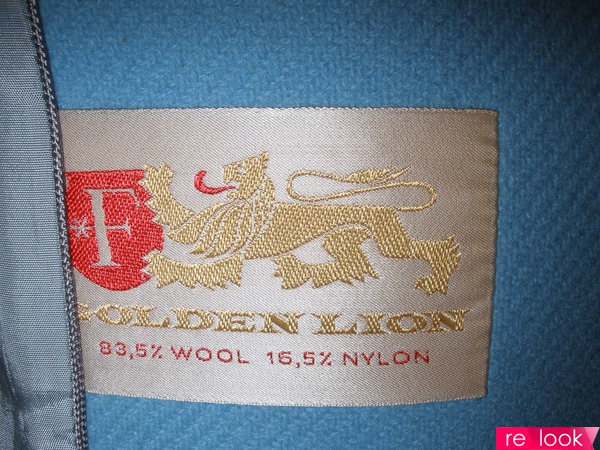 *F
GOLDEN LION
83,5% WOOL 16,5% NYLON
re look